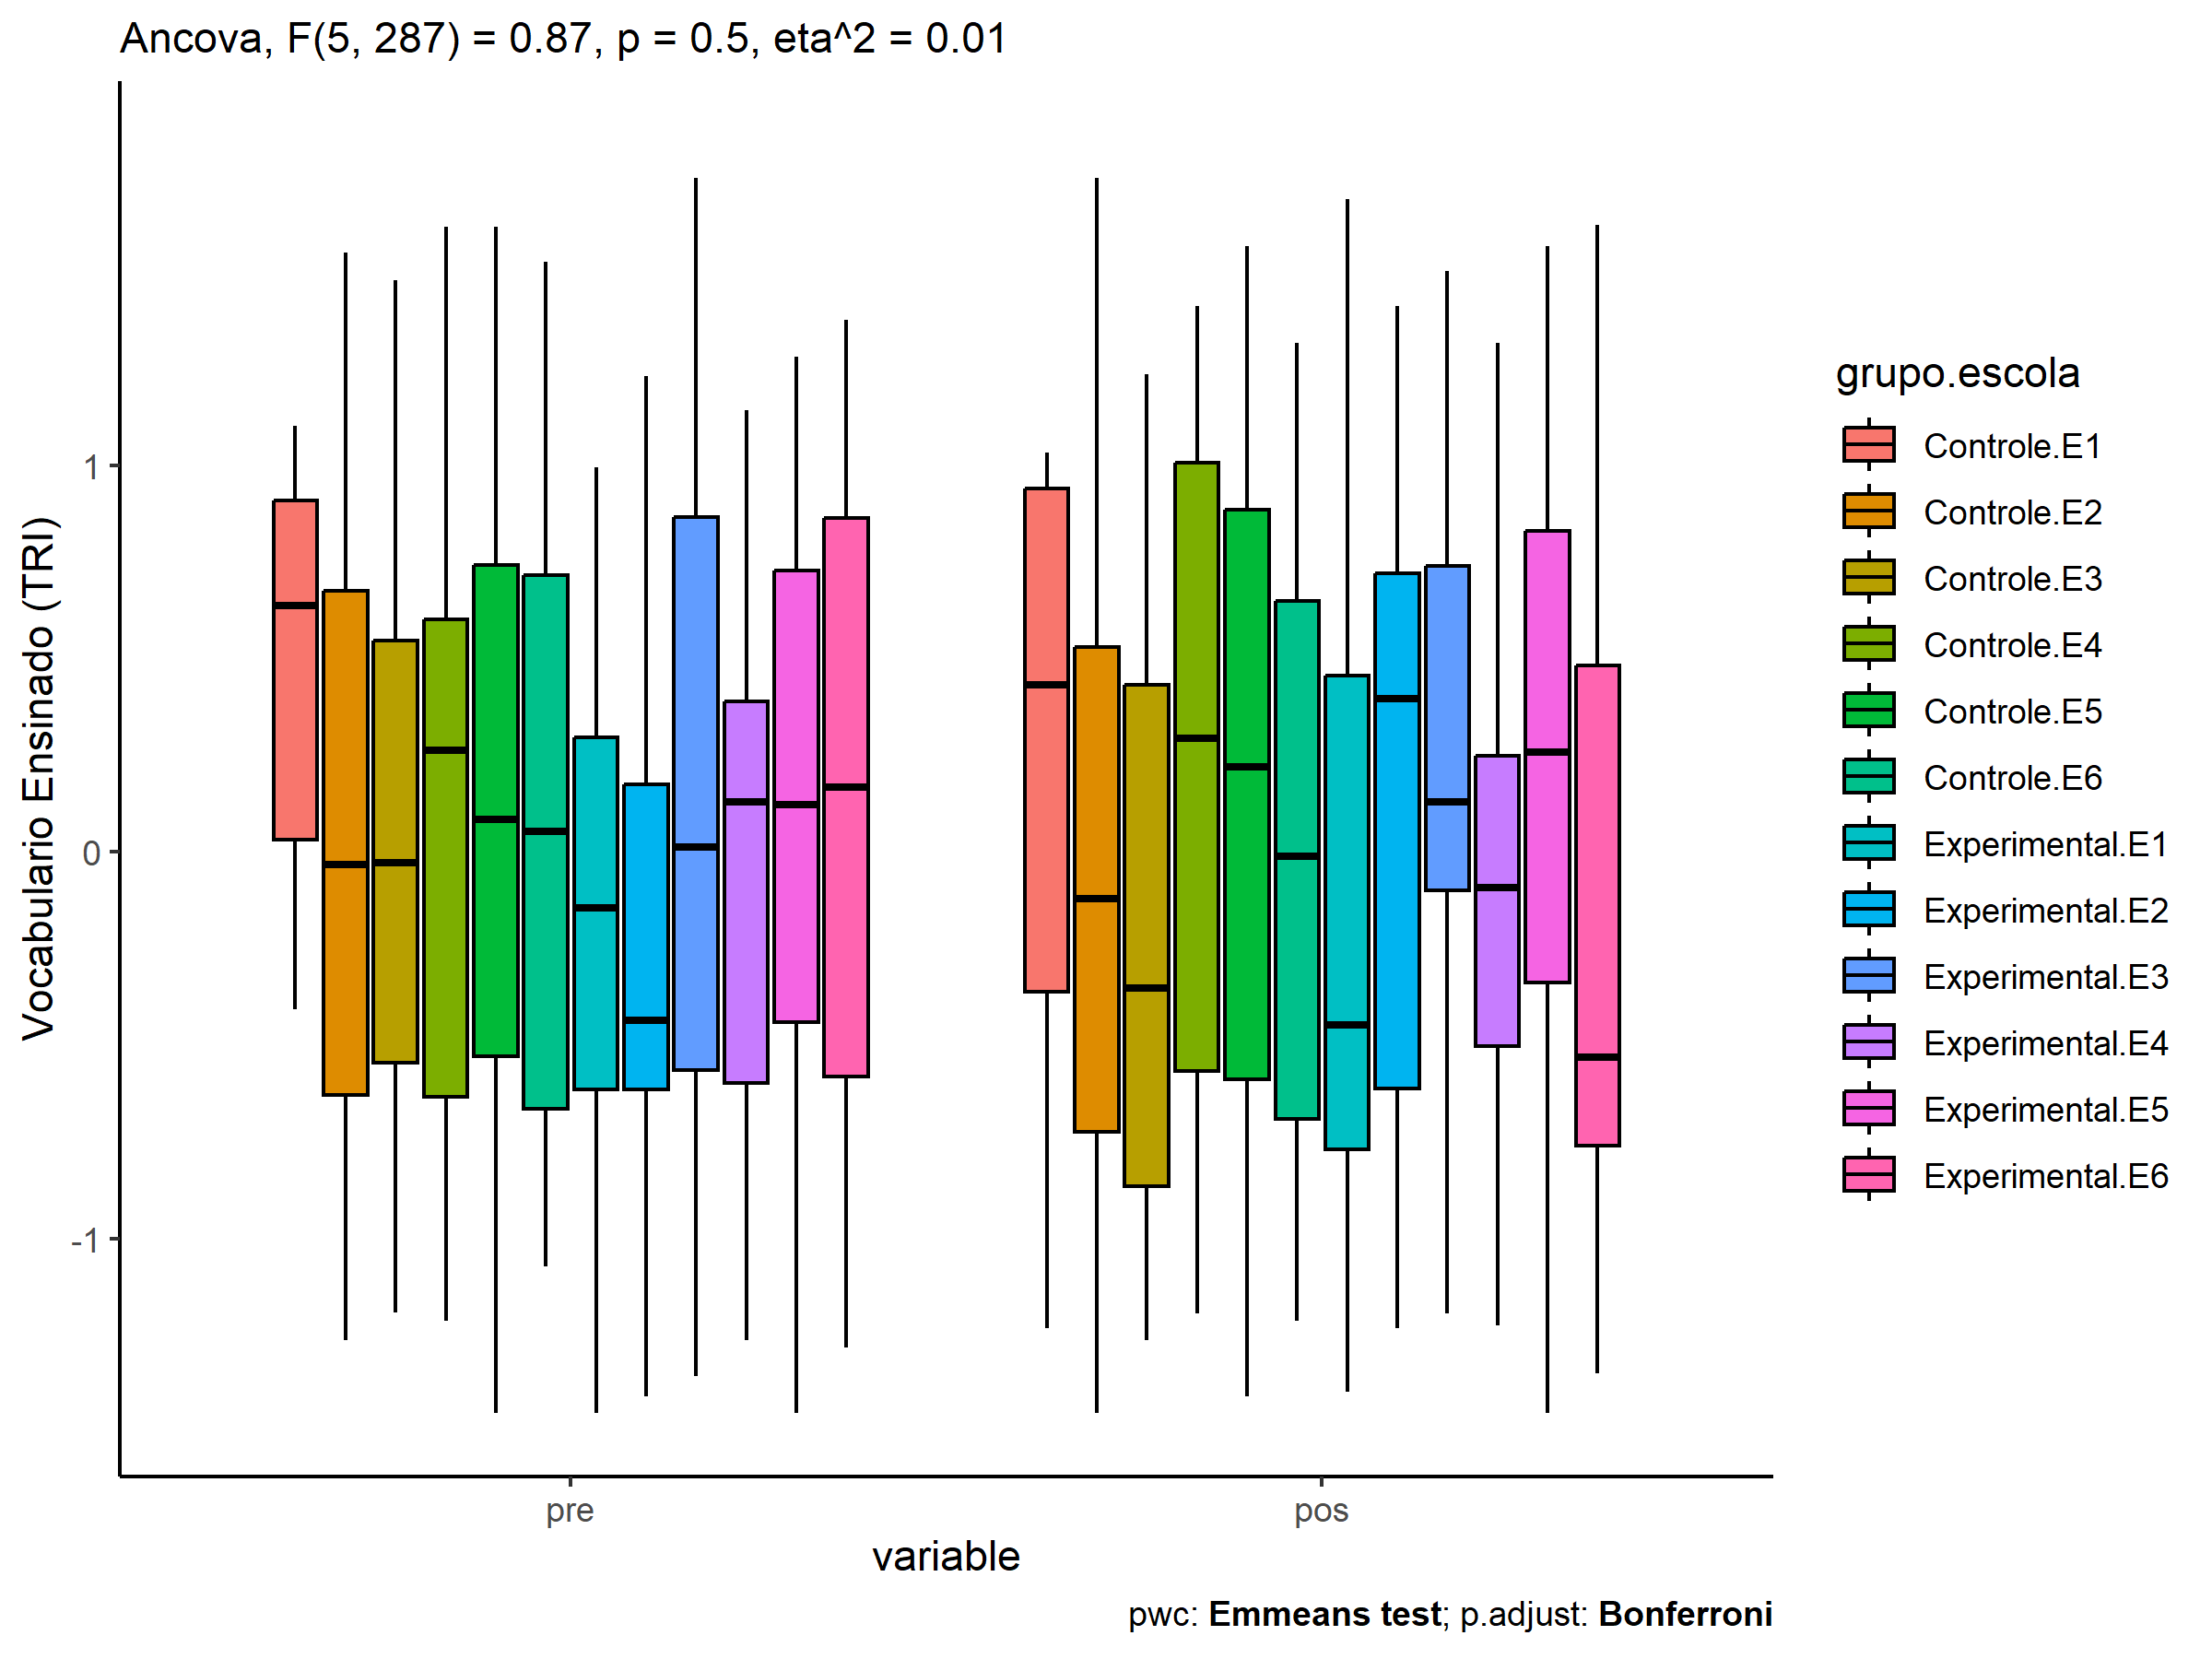 Ancova, F(5, 287) = 0.87, p = 0.5, eta^2 = 0.01
Vocabulario Ensinado (TRI)
1
0
-1
pre
pos
variable
grupo.escola
Controle.E1
Controle.E2
Controle.E3
Controle.E4
Controle.E5
Controle.E6
Experimental.E1
Experimental.E2
Experimental.E3
Experimental.E4
Experimental.E5
Experimental.E6
pwc: Emmeans test; p.adjust: Bonferroni